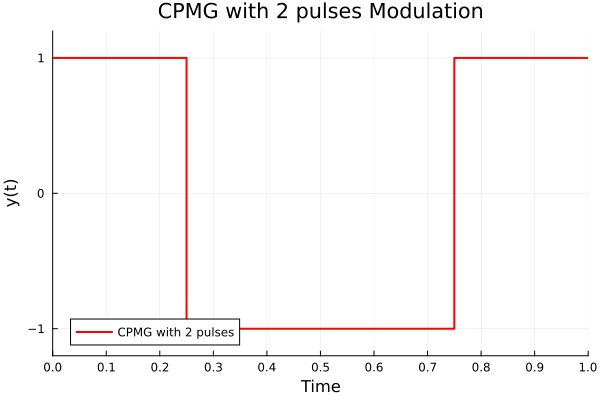 CPMG with 2 pulses Modulation
y(t)
1
0
−1
CPMG with 2 pulses
0.0 0.1 0.2 0.3 0.4 0.5 0.6 0.7 0.8 0.9 1.0
Time